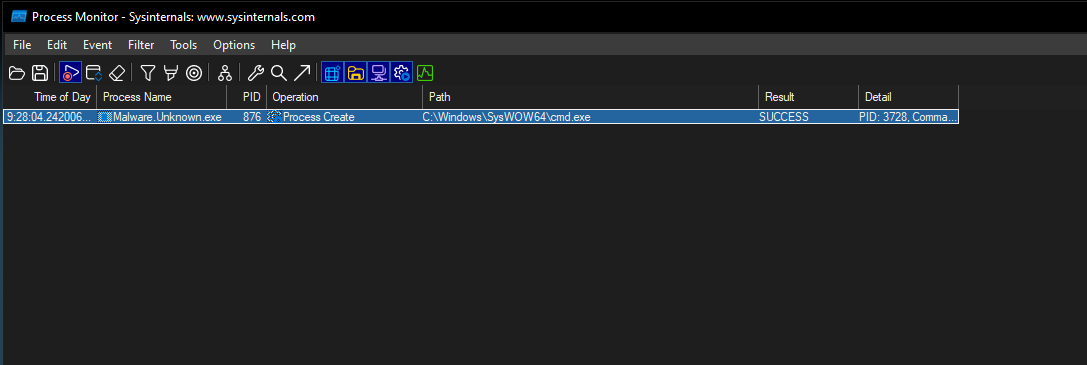 Process Monitor - Sysinternals: www.sysinternals.com
File Edit Event Filter Tools Options Help
Time of Day Process Name PID Operation Path Result Detail
9:28:04.242006... Malware.Unknown.exe 876 Process Create C:\Windows\SysWOW64\cmd.exe SUCCESS PID: 3728, Comma...